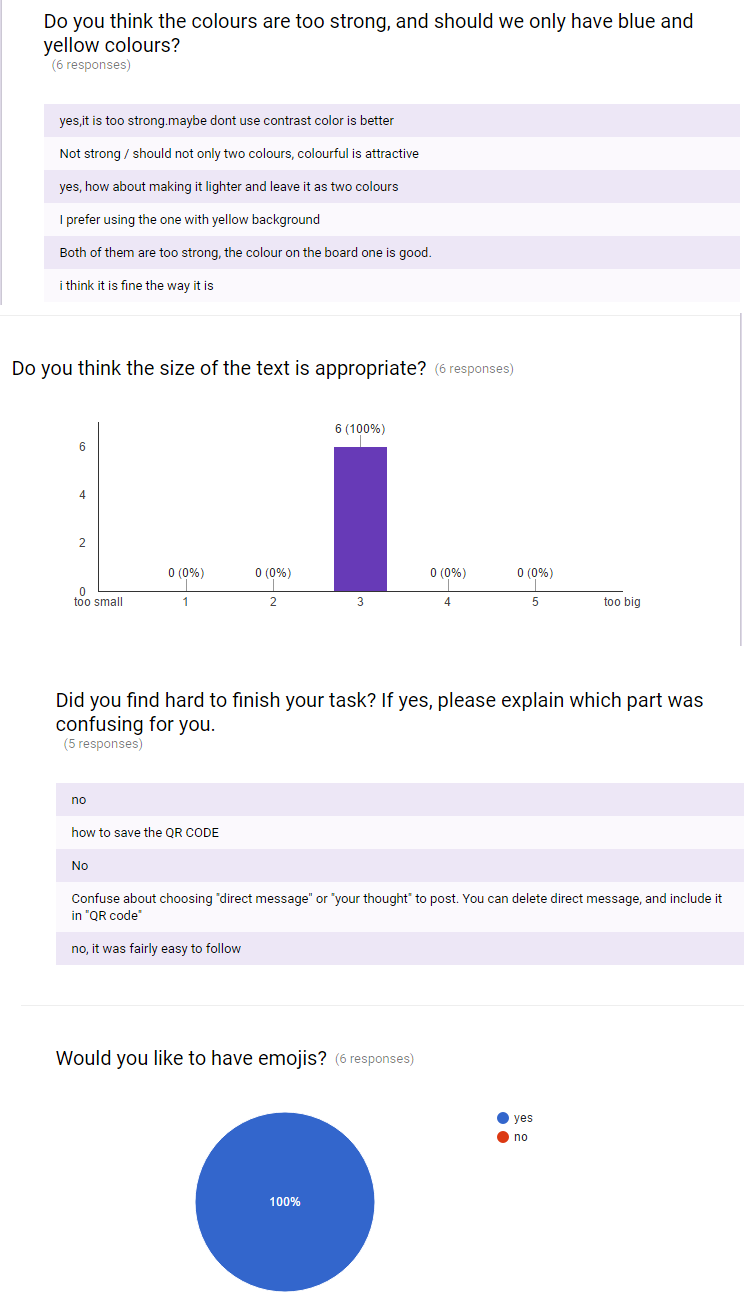 Do you think the colours are too strong, and should we only have blue and
yellow colours?
(6 responses)
yes,it is too strong.maybe dont use contrast color is better
Not strong / should not only two colours, colourful is attractive
yes, how about making it lighter and leave it as two colours
I prefer using the one with yellow background
Both of them are too strong, the colour on the board one is good.
i think it is fine the way it is
Do you think the size of the text is appropriate? (6 responses)
6 (100%)
6
4
2
0 (0%) 0 (0%) 0 (0%) 0 (0%)
0
too small 1 2 3 4 5 too big
Did you find hard to finish your task? If yes, please explain which part was
confusing for you.
(5 responses)
no
how to save the QR CODE
No
Confuse about choosing "direct message" or "your thought" to post. You can delete direct message, and include it
in "QR code"
no, it was fairly easy to follow
Would you like to have emojis? (6 responses)
yes
no
100%